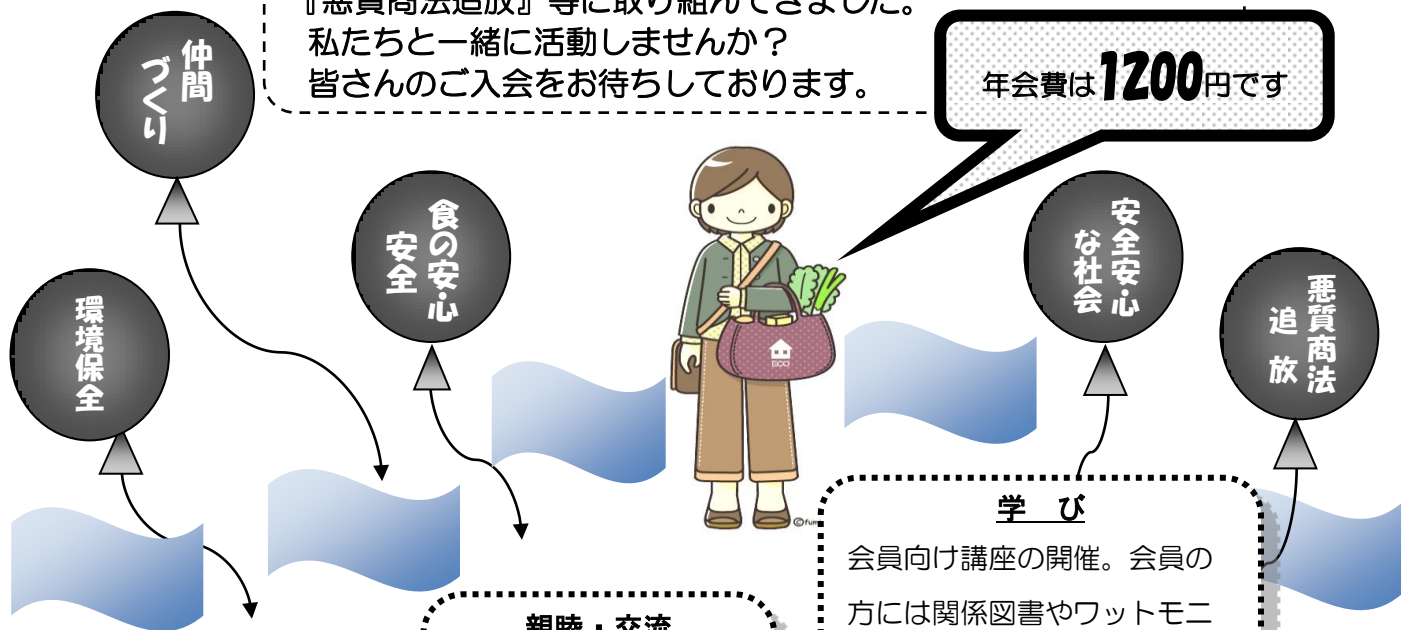 『悪質商法追放』等に取り組んできました。
私たちと一緒に活動しませんか？
皆さんのご入会をお待ちしております。
年会費は1200円です
仲間
づくり
食の安心
安全
安全安心
な社会
悪質商法
追放
環境保全
ECO
学 び
会員向け講座の開催。会員の
方には関係図書やワットモニ
親睦・交流